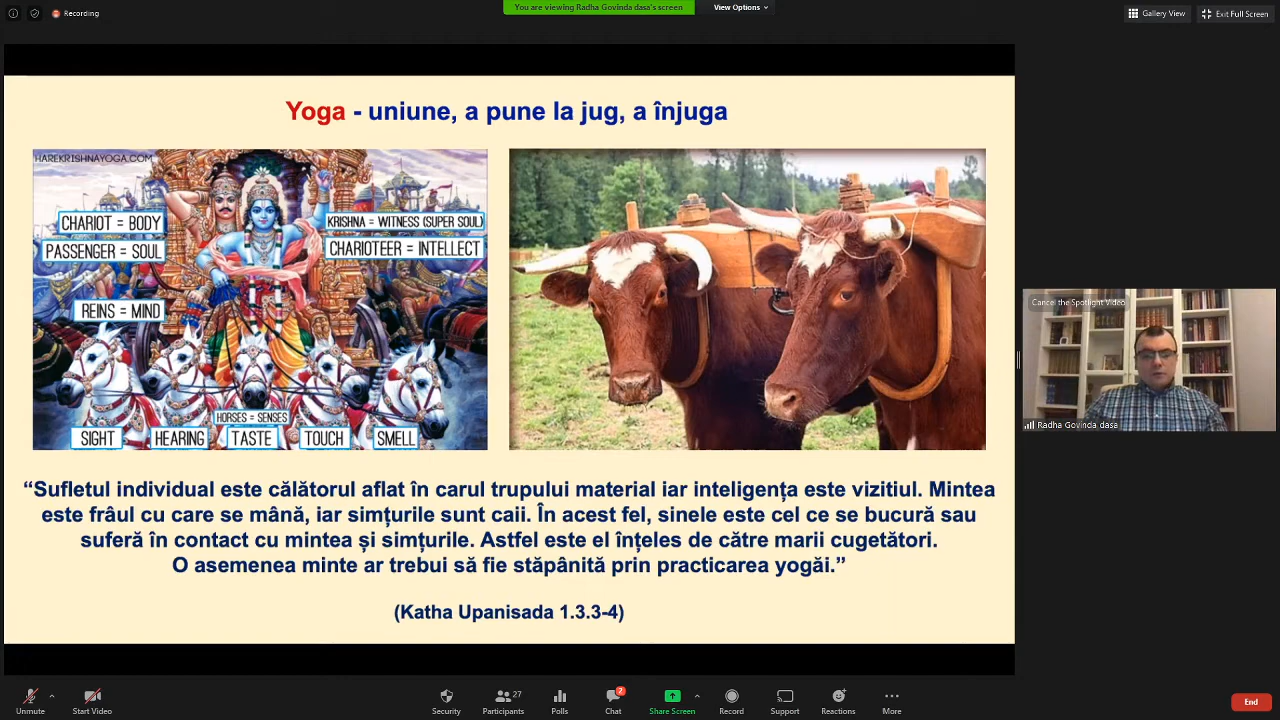 Recording
You are viewing Radha Govinda dasa's screen
View Options
Gallery View
Exit Full Screen
Yoga - uniune, a pune la jug, a înjuga
HAREKRISHNAYOGA.COM
CHARIOT = BODY
PASSENGER = SOUL
REINS = MIND
KRISHNA = WITNESS (SUPER SOUL)
CHARIOTEER = INTELLECT
HORSES = SENSES
SIGHT
HEARING
TASTE
TOUCH
SMELL
“Sufletul individual este călătorul aflat în carul trupului material iar inteligența este vizitiul. Mintea
este frâul cu care se mână, iar simțurile sunt caii. În acest fel, sinele este cel ce se bucură sau
suferă în contact cu mintea și simțurile. Astfel este el înțeles de către marii cugetători.
O asemenea minte ar trebui să fie stăpânită prin practicarea yogăi.”
(Katha Upanisada 1.3.3-4)
Cancel the Spotlight Video
Radha Govinda dasa
Unmute
Start Video
Security
Participants
27
Polls
Chat
2
Share Screen
Record
Support
Reactions
More
End